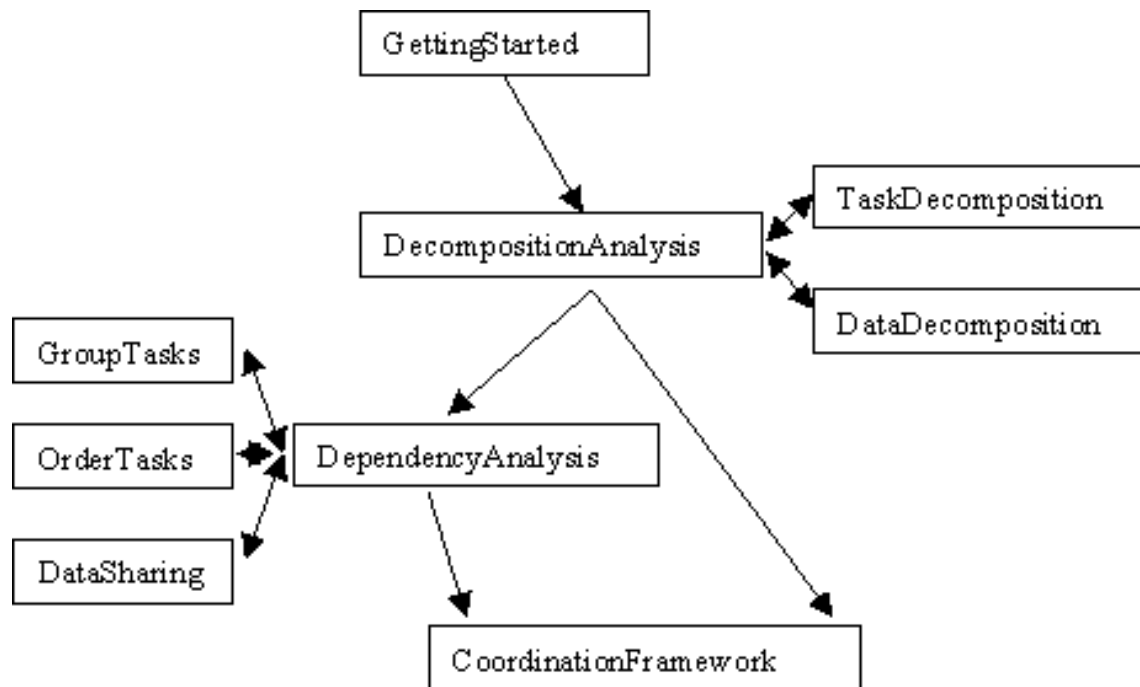 GettingStarted
TaskDecomposition
DecompositionAnalysis
DataDecomposition
GroupTasks
OrderTasks
DependencyAnalysis
DataSharing
CoordinationFramework